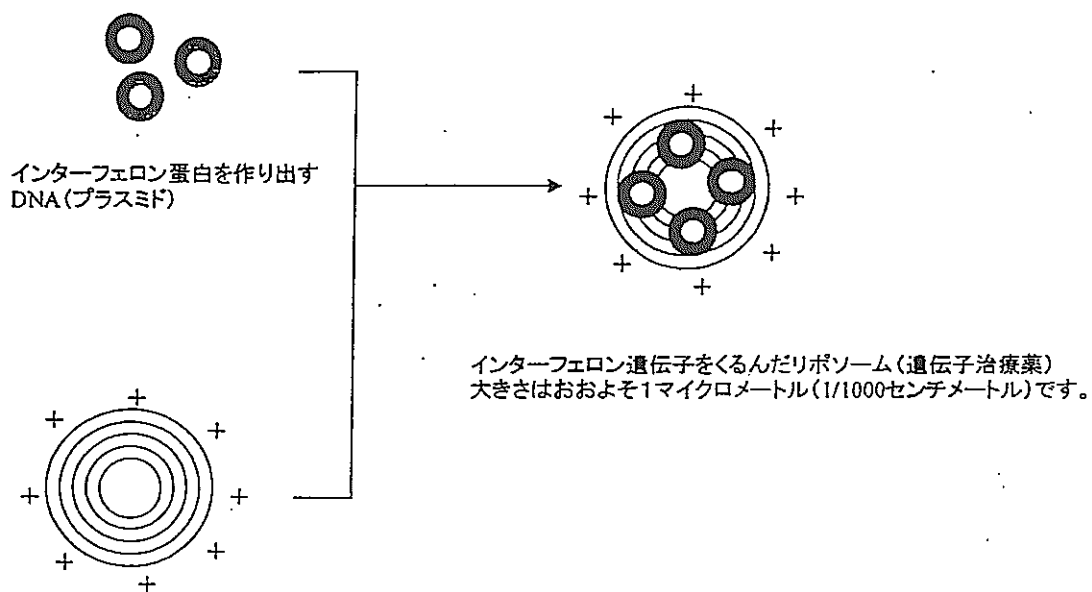 インターフェロン蛋白を作り出す
DNA(プラスミド)
インターフェロン遺伝子をくるんだリポソーム(遺伝子治療薬)
大きさはおおよそ1マイクロメートル(1/1000センチメートル)です。